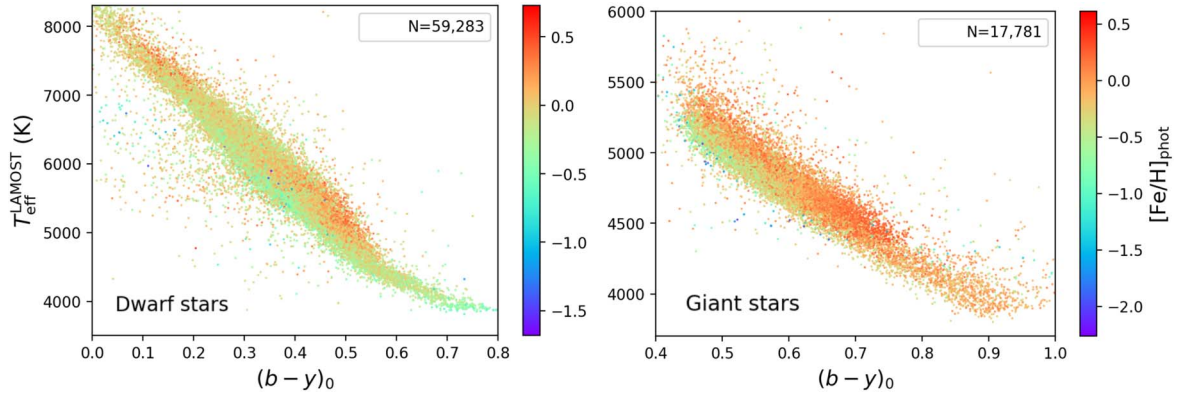 N=59,283
8000
7000
6000
5000
4000
T_eff^LAMOST (K)
Dwarf stars
0.0 0.1 0.2 0.3 0.4 0.5 0.6 0.7 0.8
(b − y)₀
0.5
0.0
−0.5
−1.0
−1.5
N=17,781
6000
5500
5000
4500
4000
Giant stars
0.4 0.5 0.6 0.7 0.8 0.9 1.0
(b − y)₀
0.5
0.0
−0.5
−1.0
−1.5
−2.0
[Fe/H]phot